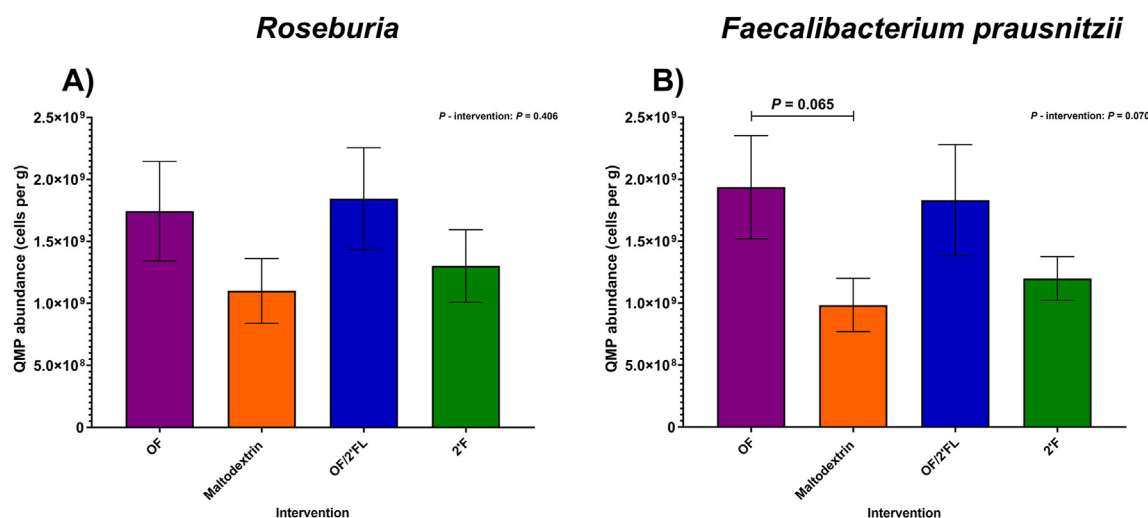 Roseburia
Faecalibacterium prausnitzii
A)
P - intervention: P = 0.406
QMP abundance (cells per g)
2.5×10⁹
2.0×10⁹
1.5×10⁹
1.0×10⁹
5.0×10⁸
0
OF
Maltodextrin
OF/2'FL
2'F
Intervention
B)
P = 0.065
P - intervention: P = 0.070
QMP abundance (cells per g)
2.5×10⁹
2.0×10⁹
1.5×10⁹
1.0×10⁹
5.0×10⁸
0
OF
Maltodextrin
OF/2'FL
2'F
Intervention